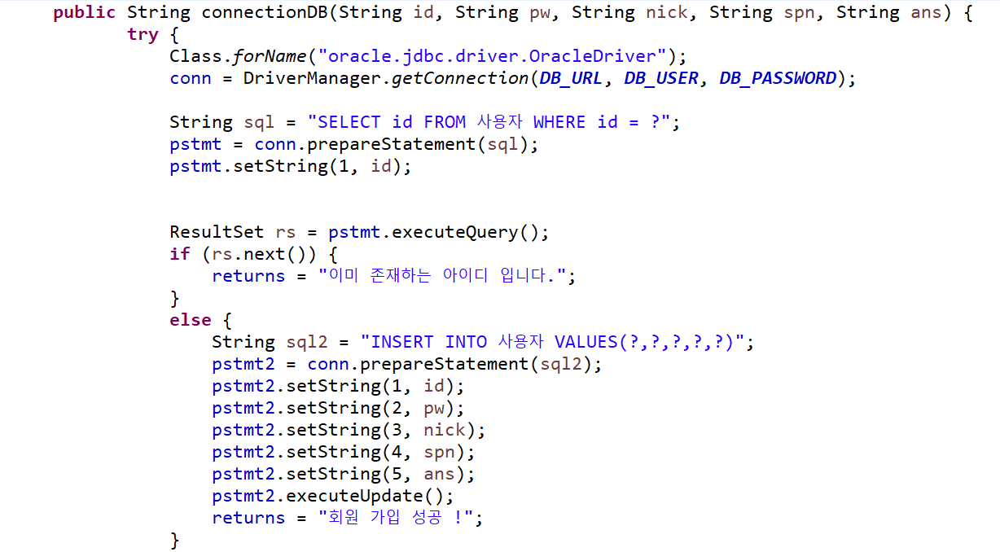 public String connectionDB(String id, String pw, String nick, String spn, String ans) {
try {
Class.forName("oracle.jdbc.driver.OracleDriver");
conn = DriverManager.getConnection(DB_URL, DB_USER, DB_PASSWORD);
String sql = "SELECT id FROM 사용자 WHERE id = ?";
pstmt = conn.prepareStatement(sql);
pstmt.setString(1, id);
ResultSet rs = pstmt.executeQuery();
if (rs.next()) {
returns = "이미 존재하는 아이디 입니다.";
}
else {
String sql2 = "INSERT INTO 사용자 VALUES(?,?,?,?,?)";
pstmt2 = conn.prepareStatement(sql2);
pstmt2.setString(1, id);
pstmt2.setString(2, pw);
pstmt2.setString(3, nick);
pstmt2.setString(4, spn);
pstmt2.setString(5, ans);
pstmt2.executeUpdate();
returns = "회원 가입 성공 !";
}